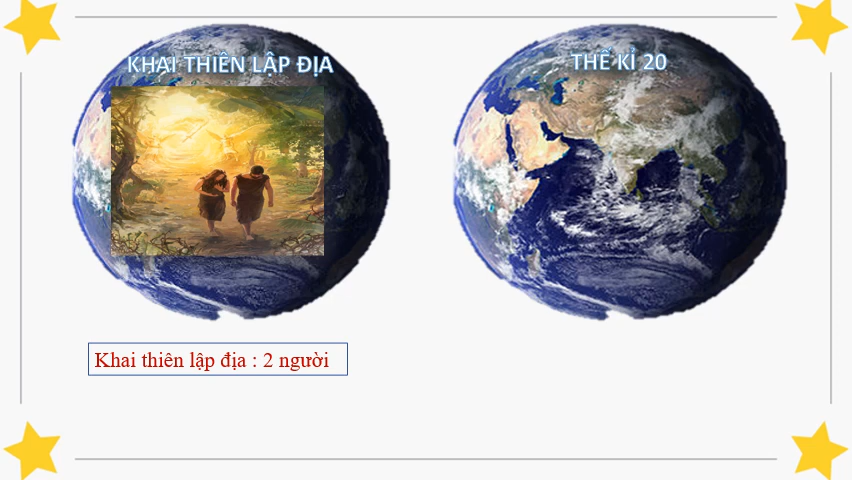 KHAI THIÊN LẬP ĐỊA
THẾ KỈ 20
Khai thiên lập địa : 2 người